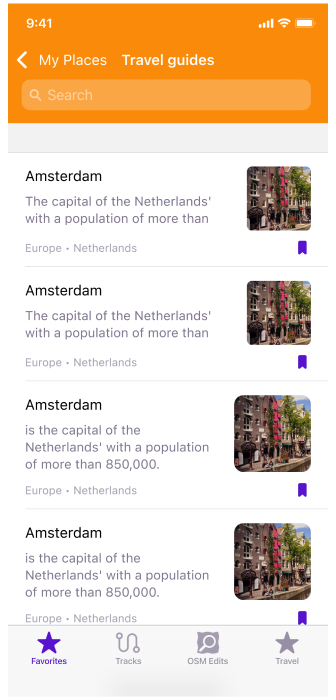 9:41
My Places Travel guides
Search
Amsterdam
The capital of the Netherlands'
with a population of more than
Europe • Netherlands
Amsterdam
The capital of the Netherlands'
with a population of more than
Europe • Netherlands
Amsterdam
is the capital of the
Netherlands' with a population
of more than 850,000.
Europe • Netherlands
Amsterdam
is the capital of the
Netherlands' with a population
of more than 850,000.
Europe • Netherlands
Favorites Tracks OSM Edits Travel